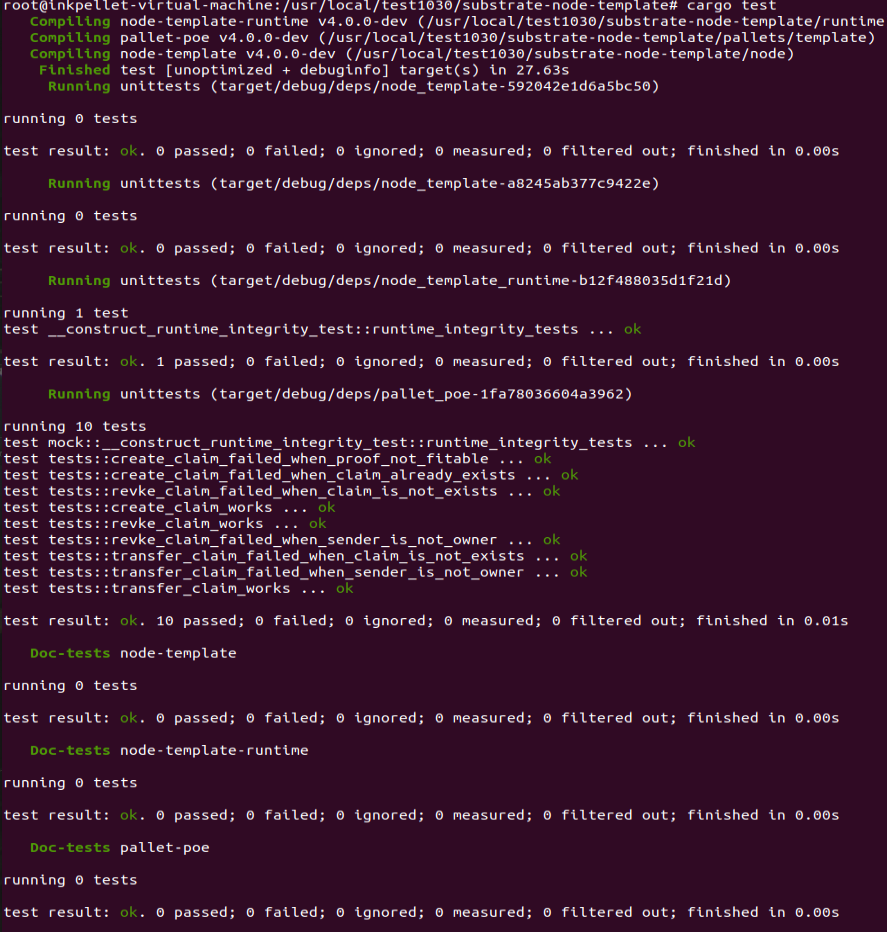 root@inkpellet-virtual-machine:/usr/local/test1030/substrate-node-template# cargo test
Compiling node-template-runtime v4.0.0-dev (/usr/local/test1030/substrate-node-template/runtime
Compiling pallet-poe v4.0.0-dev (/usr/local/test1030/substrate-node-template/pallets/template)
Compiling node-template v4.0.0-dev (/usr/local/test1030/substrate-node-template/node)
Finished test [unoptimized + debuginfo] target(s) in 27.63s
Running unittests (target/debug/deps/node_template-592042e1d6a5bc50)
running 0 tests
test result: ok. 0 passed; 0 failed; 0 ignored; 0 measured; 0 filtered out; finished in 0.00s
Running unittests (target/debug/deps/node_template-a8245ab377c9422e)
running 0 tests
test result: ok. 0 passed; 0 failed; 0 ignored; 0 measured; 0 filtered out; finished in 0.00s
Running unittests (target/debug/deps/node_template_runtime-b12f488035d1f21d)
running 1 test
test __construct_runtime_integrity_test::runtime_integrity_tests ... ok
test result: ok. 1 passed; 0 failed; 0 ignored; 0 measured; 0 filtered out; finished in 0.00s
Running unittests (target/debug/deps/pallet_poe-1fa78036604a3962)
running 10 tests
test mock::__construct_runtime_integrity_test::runtime_integrity_tests ... ok
test tests::create_claim_failed_when_proof_not_fitable ... ok
test tests::create_claim_failed_when_claim_already_exists ... ok
test tests::revke_claim_failed_when_claim_is_not_exists ... ok
test tests::create_claim_works ... ok
test tests::revke_claim_works ... ok
test tests::revke_claim_failed_when_sender_is_not_owner ... ok
test tests::transfer_claim_failed_when_claim_is_not_exists ... ok
test tests::transfer_claim_failed_when_sender_is_not_owner ... ok
test tests::transfer_claim_works ... ok
test result: ok. 10 passed; 0 failed; 0 ignored; 0 measured; 0 filtered out; finished in 0.01s
Doc-tests node-template
running 0 tests
test result: ok. 0 passed; 0 failed; 0 ignored; 0 measured; 0 filtered out; finished in 0.00s
Doc-tests node-template-runtime
running 0 tests
test result: ok. 0 passed; 0 failed; 0 ignored; 0 measured; 0 filtered out; finished in 0.00s
Doc-tests pallet-poe
running 0 tests
test result: ok. 0 passed; 0 failed; 0 ignored; 0 measured; 0 filtered out; finished in 0.00s